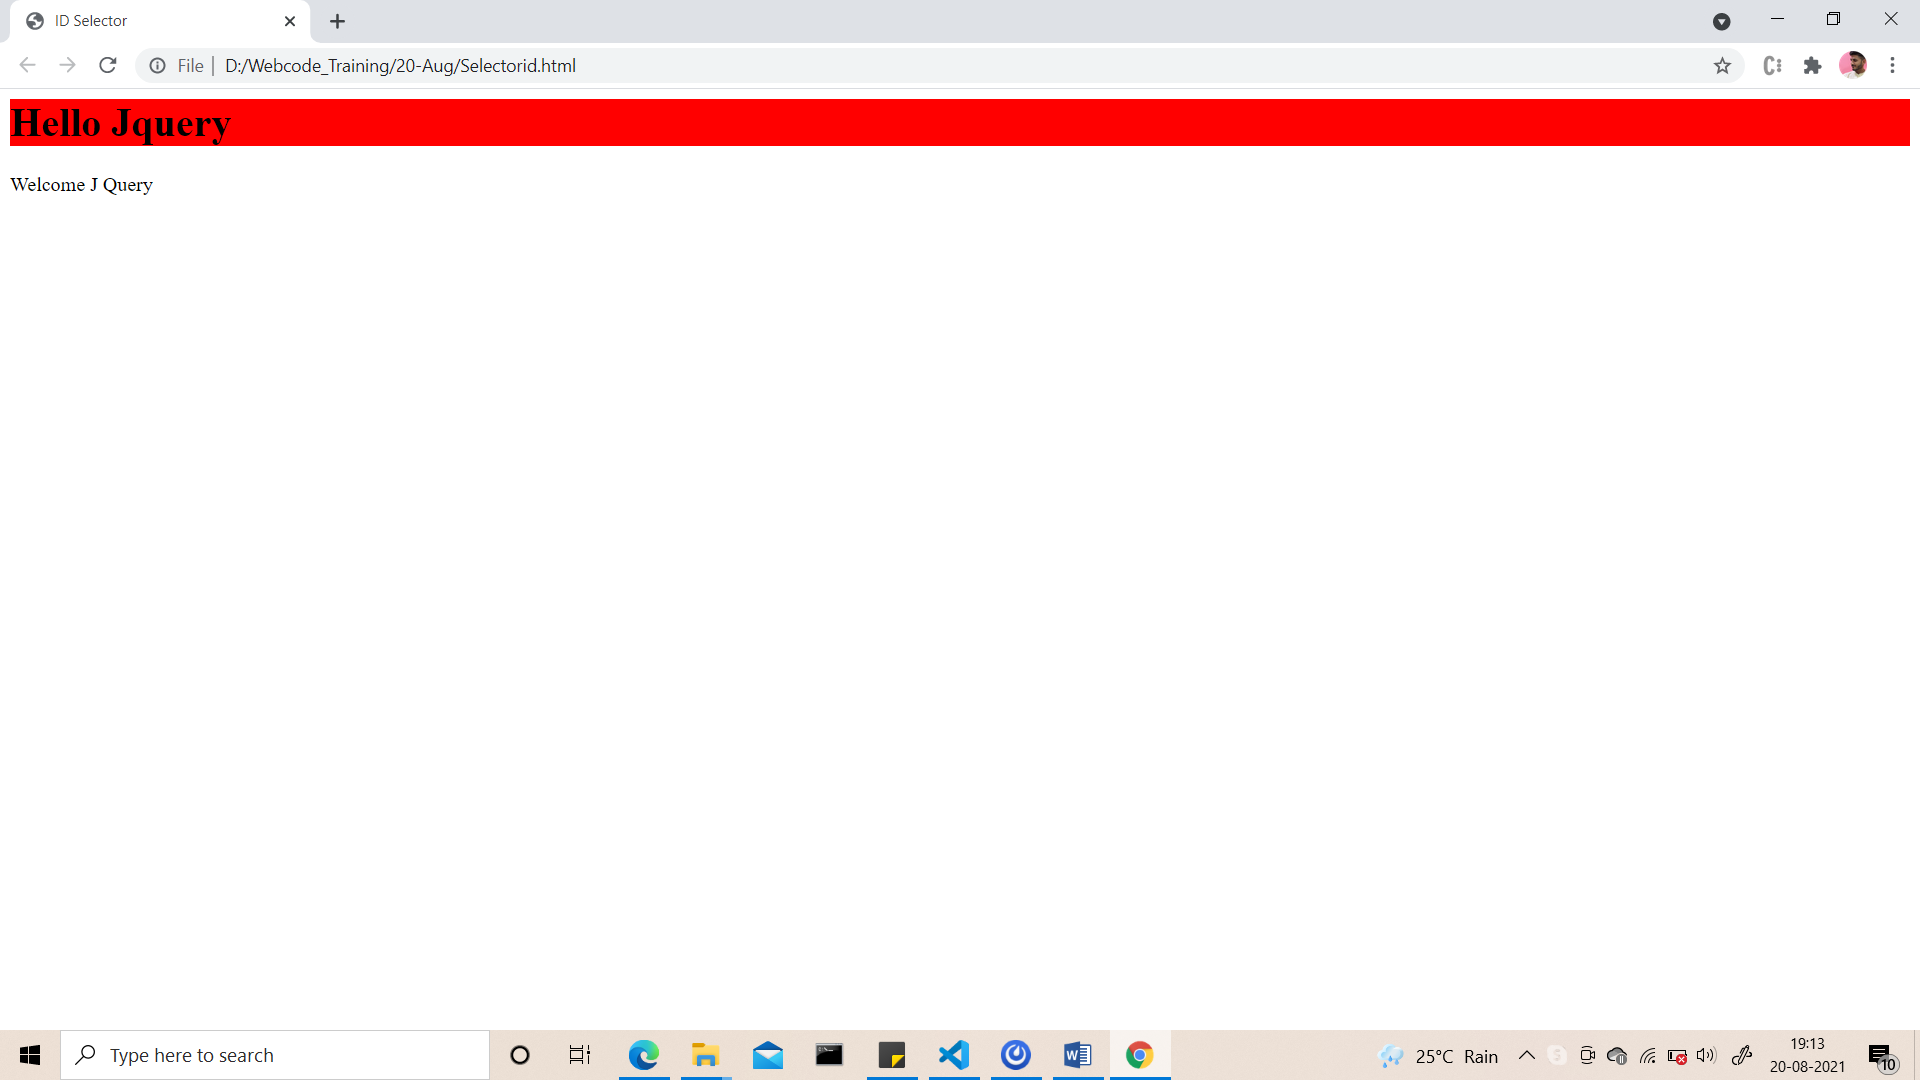 ID Selector
File | D:/Webcode_Training/20-Aug/Selectorid.html
Hello Jquery
Welcome J Query
Type here to search
25°C Rain
19:13
20-08-2021
10